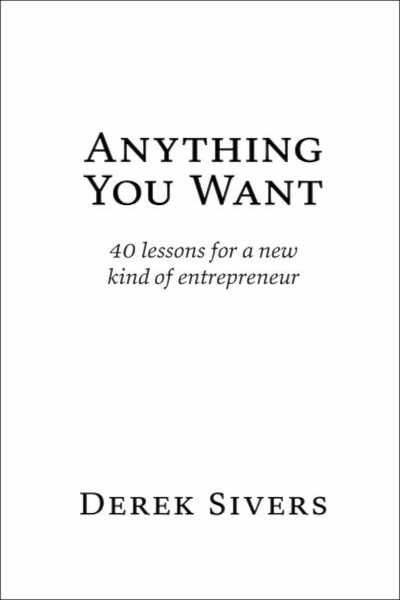 ANYTHING
YOU WANT
40 lessons for a new
kind of entrepreneur
DEREK SIVERS